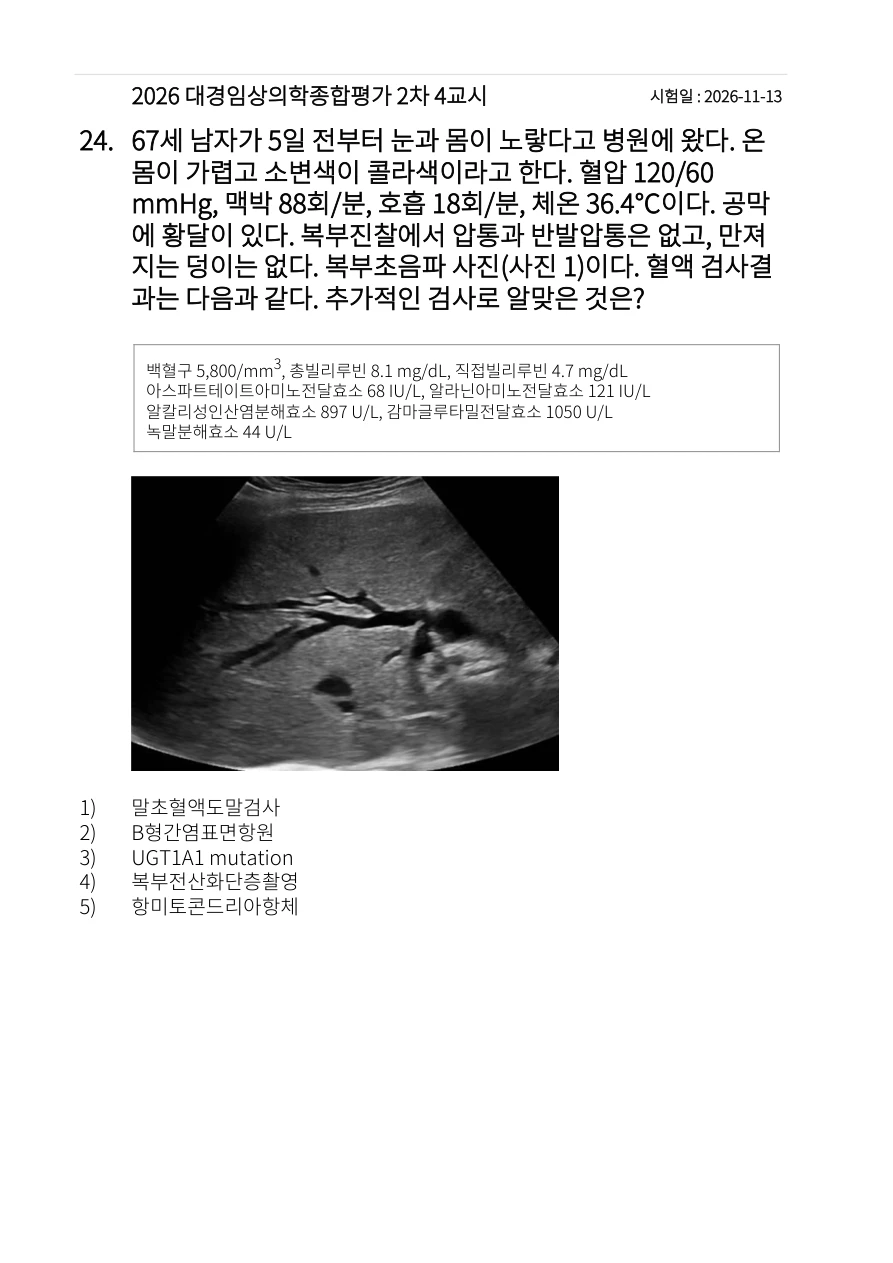 2026 대경임상의학종합평가 2차 4교시
시험일 : 2026-11-13
24. 67세 남자가 5일 전부터 눈과 몸이 노랗다고 병원에 왔다. 온
몸이 가렵고 소변색이 콜라색이라고 한다. 혈압 120/60
mmHg, 맥박 88회/분, 호흡 18회/분, 체온 36.4℃이다. 공막
에 황달이 있다. 복부진찰에서 압통과 반발압통은 없고, 만져
지는 덩이는 없다. 복부초음파 사진(사진 1)이다. 혈액 검사결
과는 다음과 같다. 추가적인 검사로 알맞은 것은?
백혈구 5,800/mm³, 총빌리루빈 8.1 mg/dL, 직접빌리루빈 4.7 mg/dL
아스파트테이트아미노전달효소 68 IU/L, 알라닌아미노전달효소 121 IU/L
알칼리성인산염분해효소 897 U/L, 감마글루타밀전달효소 1050 U/L
녹말분해효소 44 U/L
1) 말초혈액도말검사
2) B형간염표면항원
3) UGT1A1 mutation
4) 복부전산화단층촬영
5) 항미토콘드리아항체